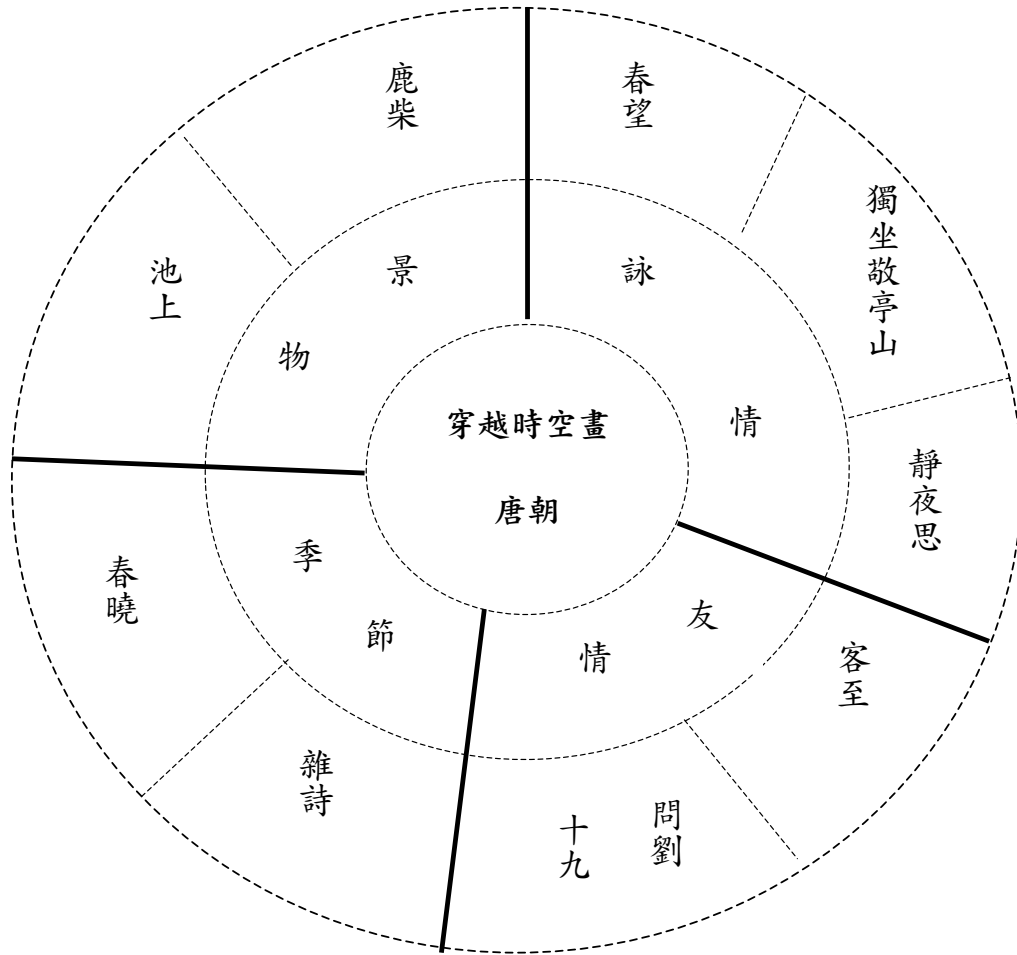 穿越時空畫
唐朝
詠情
春望
獨坐敬亭山
靜夜思
友情
客至
問劉
十九
季節
雜詩
春曉
景物
池上
鹿柴